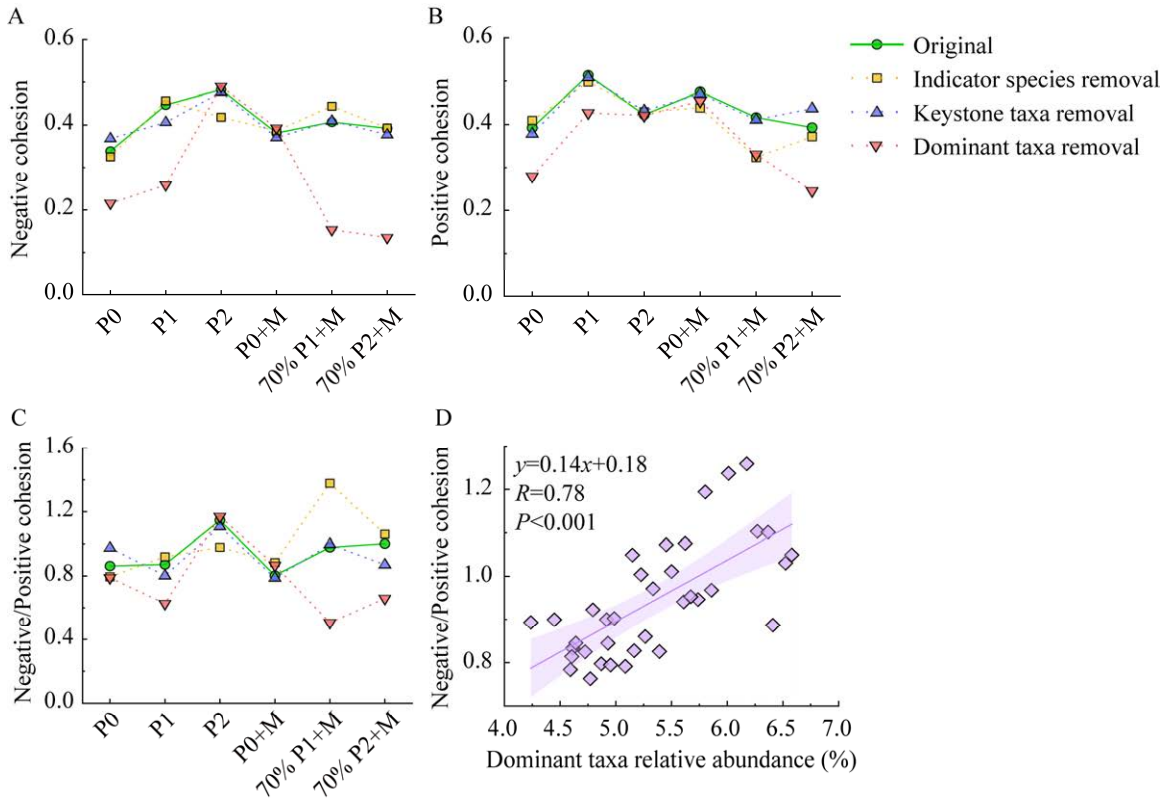 A
Negative cohesion
0.6
0.4
0.2
0.0
P0
P1
P2
P0+M
70% P1+M
70% P2+M
B
Positive cohesion
0.6
0.4
0.2
0.0
P0
P1
P2
P0+M
70% P1+M
70% P2+M
Original
Indicator species removal
Keystone taxa removal
Dominant taxa removal
C
Negative/Positive cohesion
1.6
1.2
0.8
0.4
0.0
P0
P1
P2
P0+M
70% P1+M
70% P2+M
D
Negative/Positive cohesion
y=0.14x+0.18
R=0.78
P<0.001
1.2
1.0
0.8
4.0 4.5 5.0 5.5 6.0 6.5 7.0
Dominant taxa relative abundance (%)